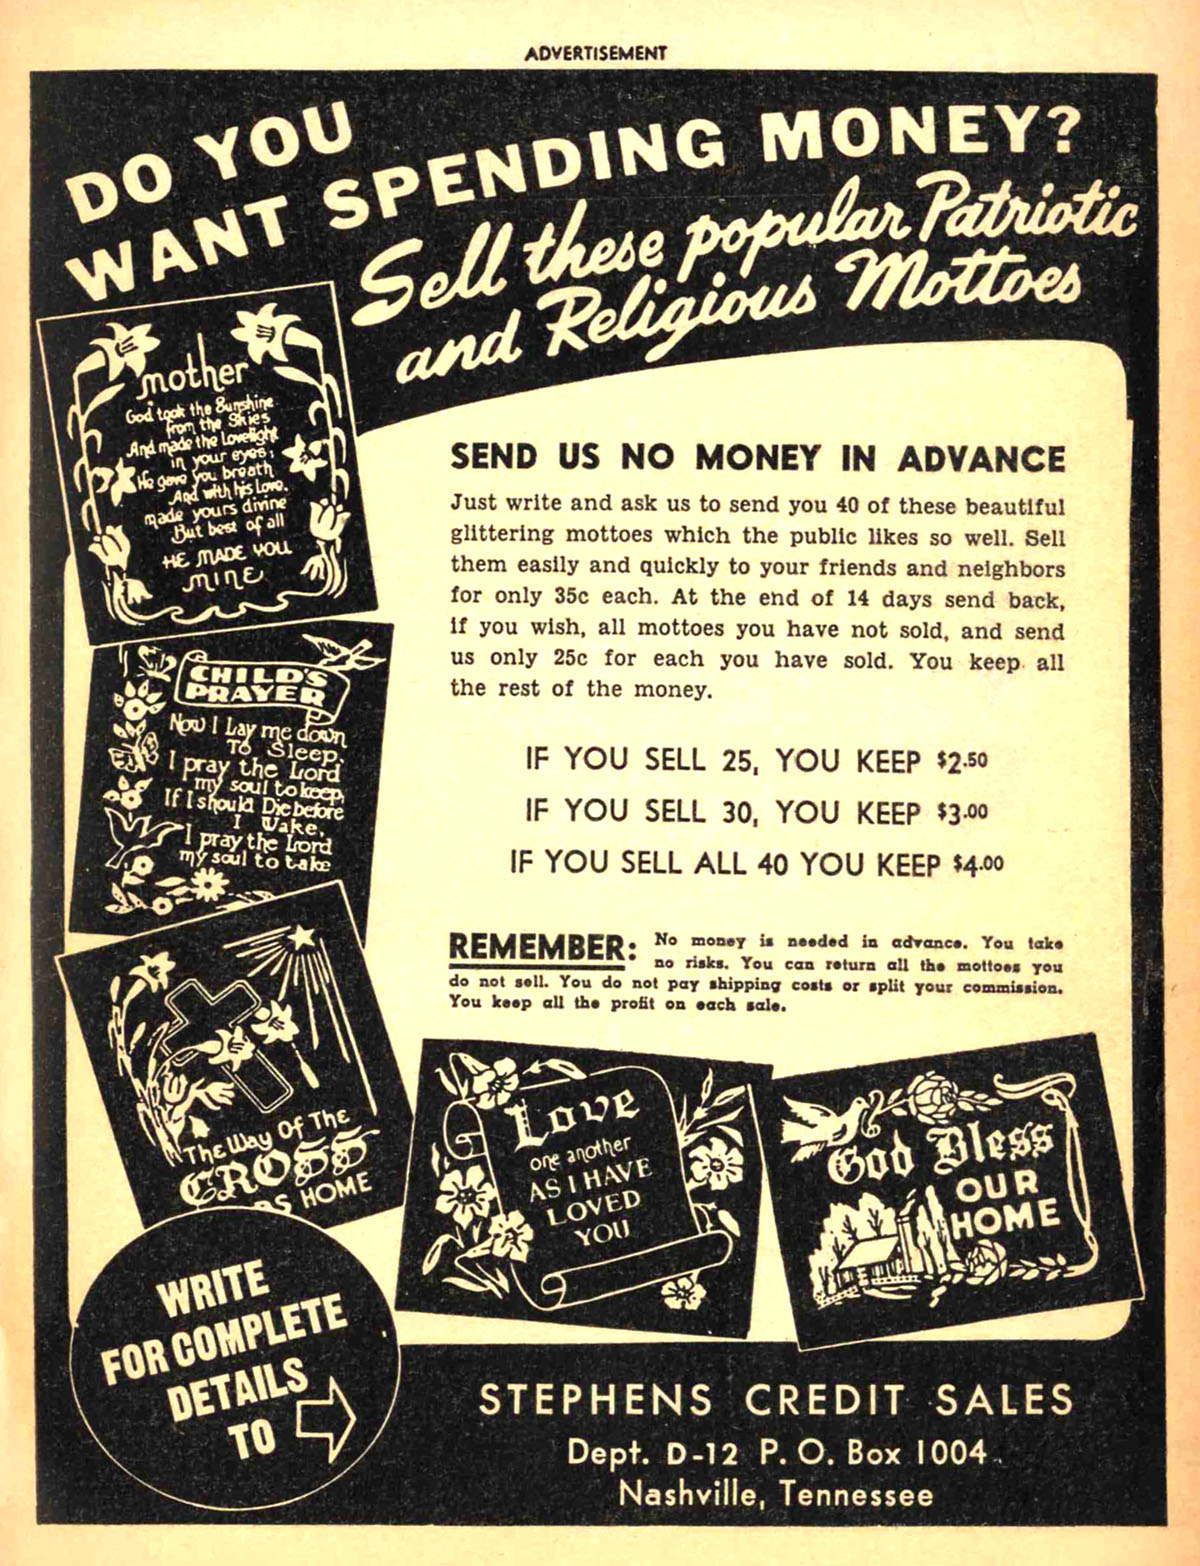 ADVERTISEMENT
DO YOU
WANT SPENDING MONEY?
Sell these popular Patriotic
and Religious Mottoes
mother
God took the Sunshine
from the Skies
And made the Lovelight
in your eyes;
He gave you breath
And with his Love,
made yours divine
But best of all
HE MADE YOU
MINE
CHILD'S
PRAYER
Now I Lay me down
To Sleep,
I pray the Lord
my soul to keep,
If I should Die before
I Wake,
I pray the Lord
my soul to take
The Way Of The
CROSS
HOME
SEND US NO MONEY IN ADVANCE
Just write and ask us to send you 40 of these beautiful
glittering mottoes which the public likes so well. Sell
them easily and quickly to your friends and neighbors
for only 35c each. At the end of 14 days send back,
if you wish, all mottoes you have not sold, and send
us only 25c for each you have sold. You keep all
the rest of the money.
IF YOU SELL 25, YOU KEEP $2.50
IF YOU SELL 30, YOU KEEP $3.00
IF YOU SELL ALL 40 YOU KEEP $4.00
REMEMBER: No money is needed in advance. You take
no risks. You can return all the mottoes you
do not sell. You do not pay shipping costs or split your commission.
You keep all the profit on each sale.
Love
one another
AS I HAVE
LOVED
YOU
God Bless
OUR
HOME
WRITE
FOR COMPLETE
DETAILS
TO
STEPHENS CREDIT SALES
Dept. D-12 P. O. Box 1004
Nashville, Tennessee